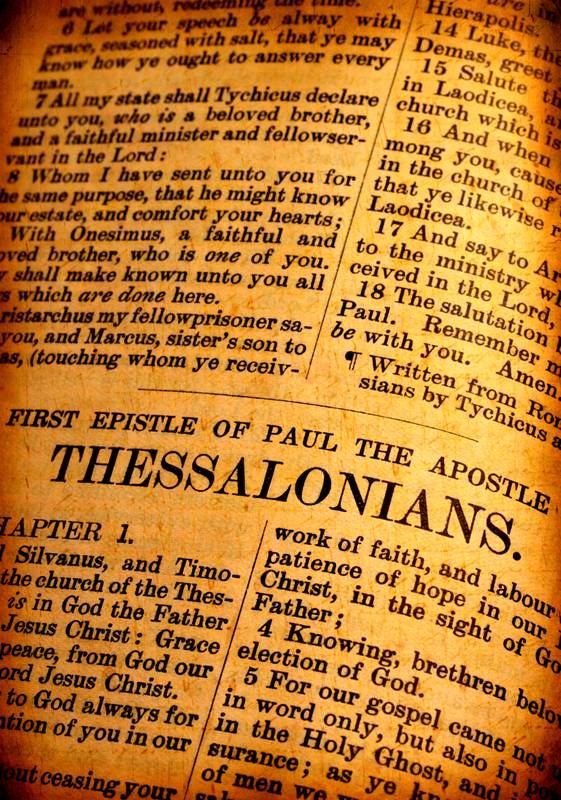 are without, redeeming the time.
6 Let your speech be alway with
grace, seasoned with salt, that ye may
know how ye ought to answer every
man.
7 All my state shall Tychicus declare
unto you, who is a beloved brother,
and a faithful minister and fellowser-
vant in the Lord:
8 Whom I have sent unto you for
he same purpose, that he might know
our estate, and comfort your hearts;
With Onesimus, a faithful and
oved brother, who is one of you.
y shall make known unto you all
s which are done here.
ristarchus my fellowprisoner sa-
you, and Marcus, sister's son to
as, (touching whom ye receiv-
Hierapolis.
14 Luke, the
Demas, greet
15 Salute th
in Laodicea, a
church which is
16 And when
mong you, cause
in the church of
that ye likewise r
Laodicea.
17 And say to Ar
to the ministry wh
ceived in the Lord,
18 The salutation b
Paul. Remember m
be with you. Amen.
¶ Written from Rom
sians by Tychicus a
FIRST EPISTLE OF PAUL THE APOSTLE
THESSALONIANS.
HAPTER 1.
l Silvanus, and Timo-
the church of the Thes-
is in God the Father
Jesus Christ: Grace
peace, from God our
ord Jesus Christ.
to God always for
ntion of you in our
out ceasing your
work of faith, and labour
patience of hope in our
Christ, in the sight of Go
Father;
4 Knowing, brethren belov
election of God.
5 For our gospel came not u
in word only, but also in po
in the Holy Ghost, and
surance; as ye kn
of men we w